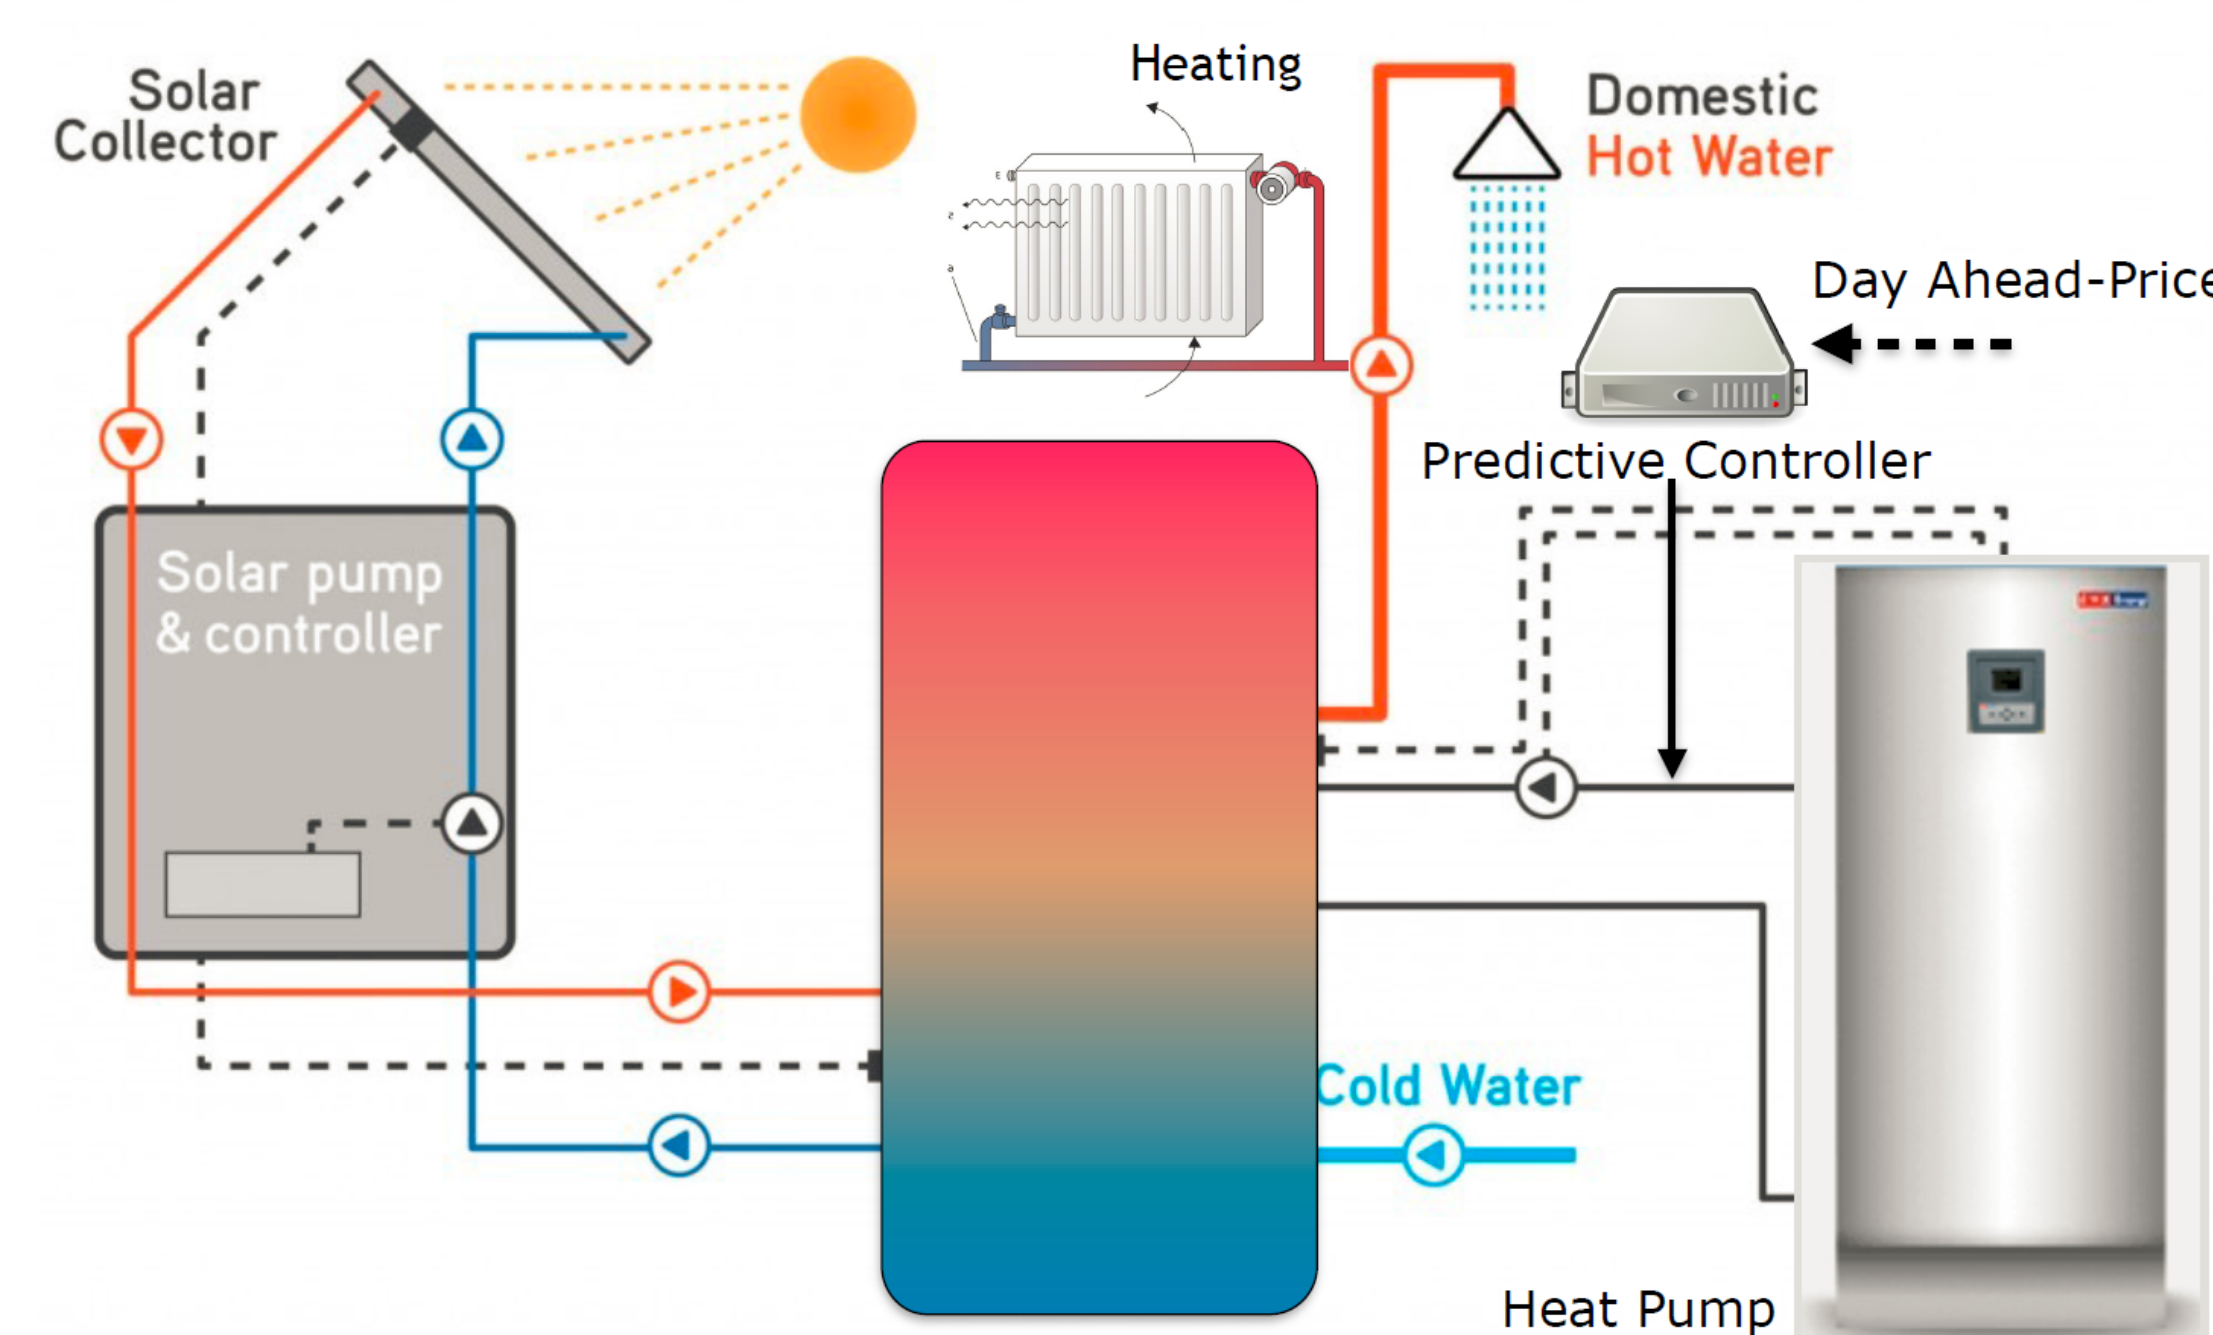 Solar
Collector
Heating
Domestic
Hot Water
Day Ahead-Price
Predictive Controller
Solar pump
& controller
Cold Water
Heat Pump